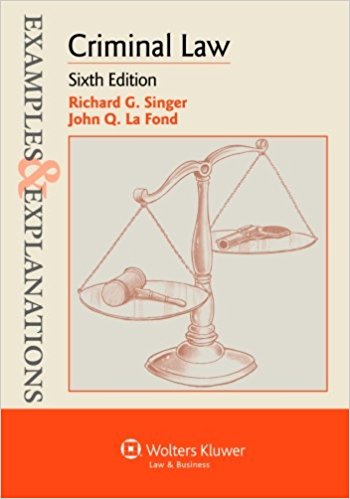 Criminal Law
Sixth Edition
Richard G. Singer
John Q. La Fond
EXAMPLES & EXPLANATIONS
Wolters Kluwer
Law & Business